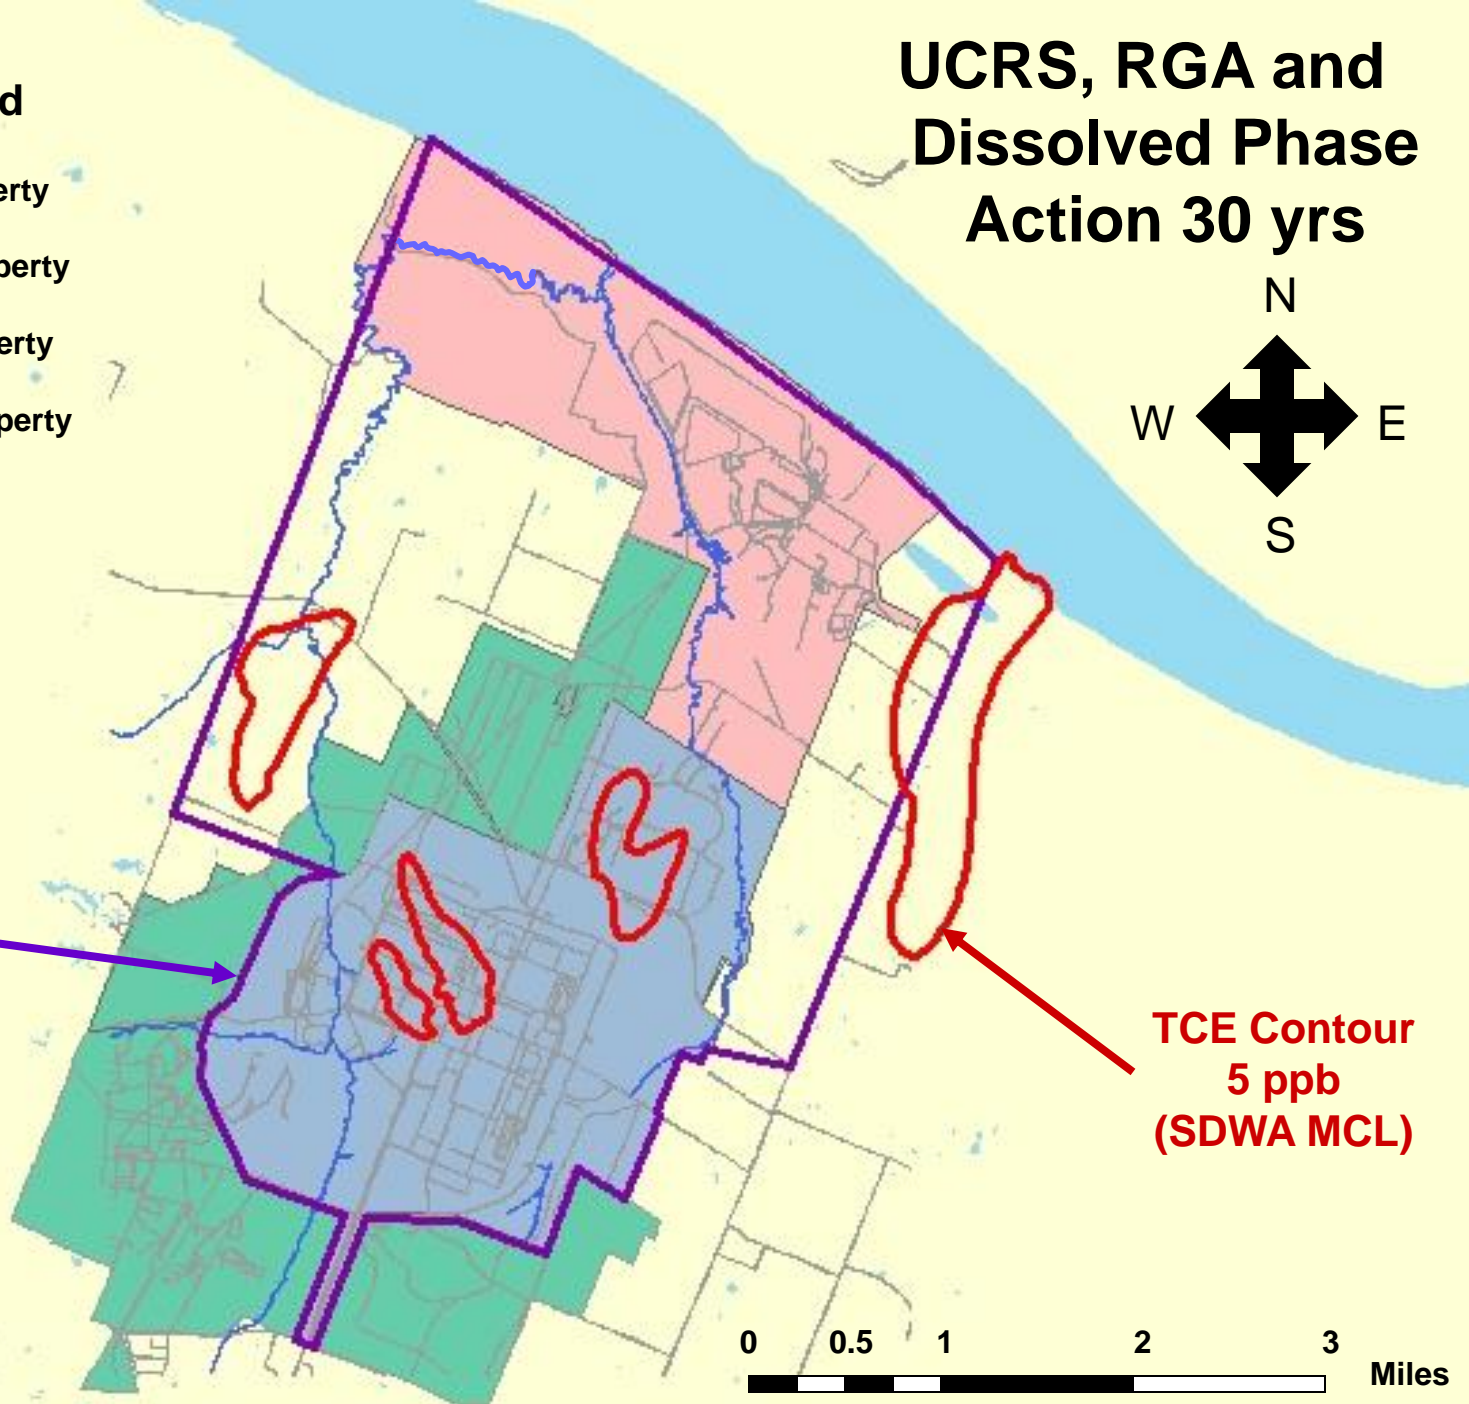 UCRS, RGA and
Dissolved Phase
Action 30 yrs
d
erty
perty
erty
perty
N
W
E
S
TCE Contour
5 ppb
(SDWA MCL)
0 0.5 1 2 3
Miles